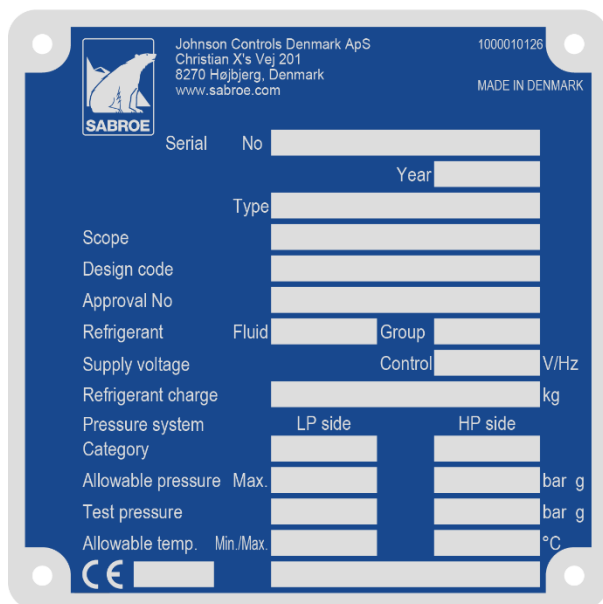 Johnson Controls Denmark ApS
Christian X's Vej 201
8270 Højbjerg, Denmark
www.sabroe.com
1000010126
MADE IN DENMARK
SABROE
Serial No
Year
Type
Scope
Design code
Approval No
Refrigerant Fluid Group
Supply voltage Control V/Hz
Refrigerant charge kg
Pressure system LP side HP side
Category
Allowable pressure Max. bar g
Test pressure bar g
Allowable temp. Min./Max. °C
CE